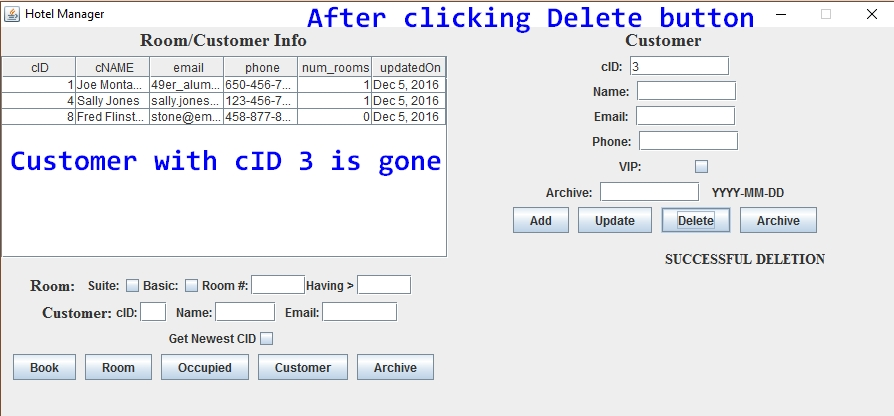 Hotel Manager
After clicking Delete button
Room/Customer Info
cID cNAME email phone num_rooms updatedOn
1 Joe Monta... 49er_alum... 650-456-7... 1 Dec 5, 2016
4 Sally Jones sally.jones... 123-456-7... 1 Dec 5, 2016
8 Fred Flinst... stone@em... 458-877-8... 0 Dec 5, 2016
Customer with cID 3 is gone
Room: Suite: Basic: Room #: Having >
Customer: cID: Name: Email:
Get Newest CID
Book Room Occupied Customer Archive
Customer
cID: 3
Name:
Email:
Phone:
VIP:
Archive: YYYY-MM-DD
Add Update Delete Archive
SUCCESSFUL DELETION